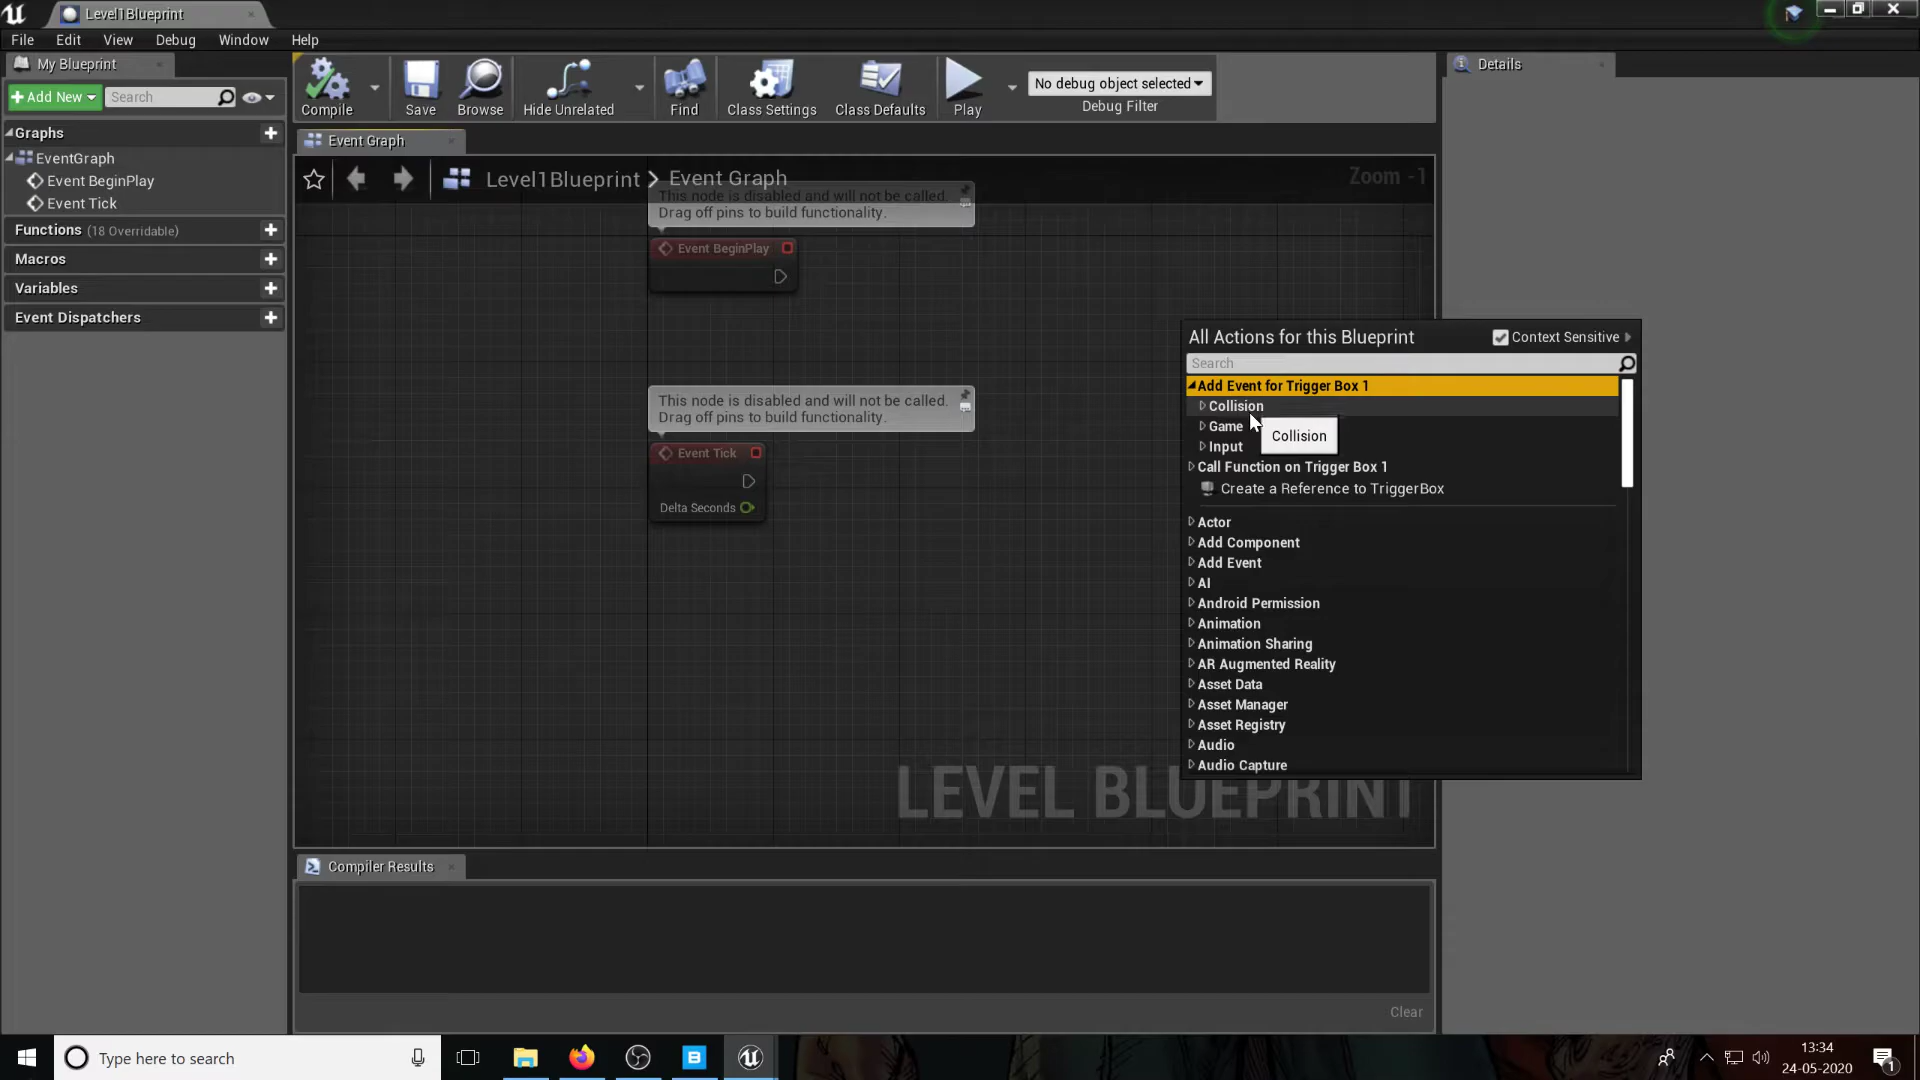 Level1Blueprint
File Edit View Debug Window Help
My Blueprint
Add New
Search
Graphs
EventGraph
Event BeginPlay
Event Tick
Functions (18 Overridable)
Macros
Variables
Event Dispatchers
Compile
Save
Browse
Hide Unrelated
Find
Class Settings
Class Defaults
Play
No debug object selected
Debug Filter
Event Graph
Level1Blueprint > Event Graph
Zoom -1
This node is disabled and will not be called.
Drag off pins to build functionality.
Event BeginPlay
This node is disabled and will not be called.
Drag off pins to build functionality.
Event Tick
Delta Seconds
LEVEL BLUEPRINT
All Actions for this Blueprint
Context Sensitive
Search
Add Event for Trigger Box 1
Collision
Game
Input
Collision
Call Function on Trigger Box 1
Create a Reference to TriggerBox
Actor
Add Component
Add Event
AI
Android Permission
Animation
Animation Sharing
AR Augmented Reality
Asset Data
Asset Manager
Asset Registry
Audio
Audio Capture
Details
Compiler Results
Clear
Type here to search
13:34
24-05-2020
1